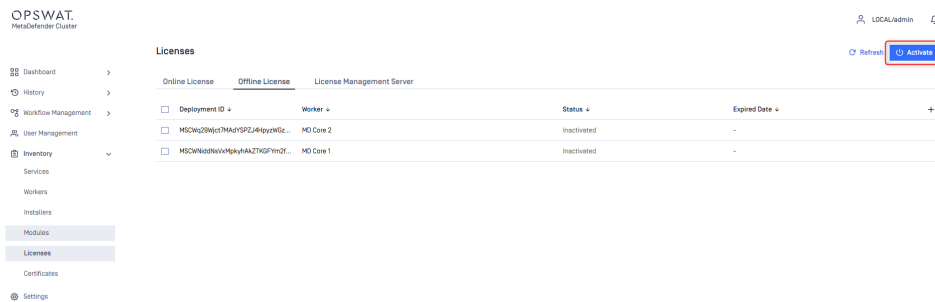 OPSWAT.
MetaDefender Cluster
LOCAL/admin
Licenses
Refresh
Activate
Dashboard
Online License
Offline License
License Management Server
History
Deployment ID
Worker
Status
Expired Date
+
Workflow Management
MD Core 2
Inactivated
-
User Management
MD Core 1
Inactivated
-
Inventory
Services
Workers
Installers
Modules
Licenses
Certificates
Settings